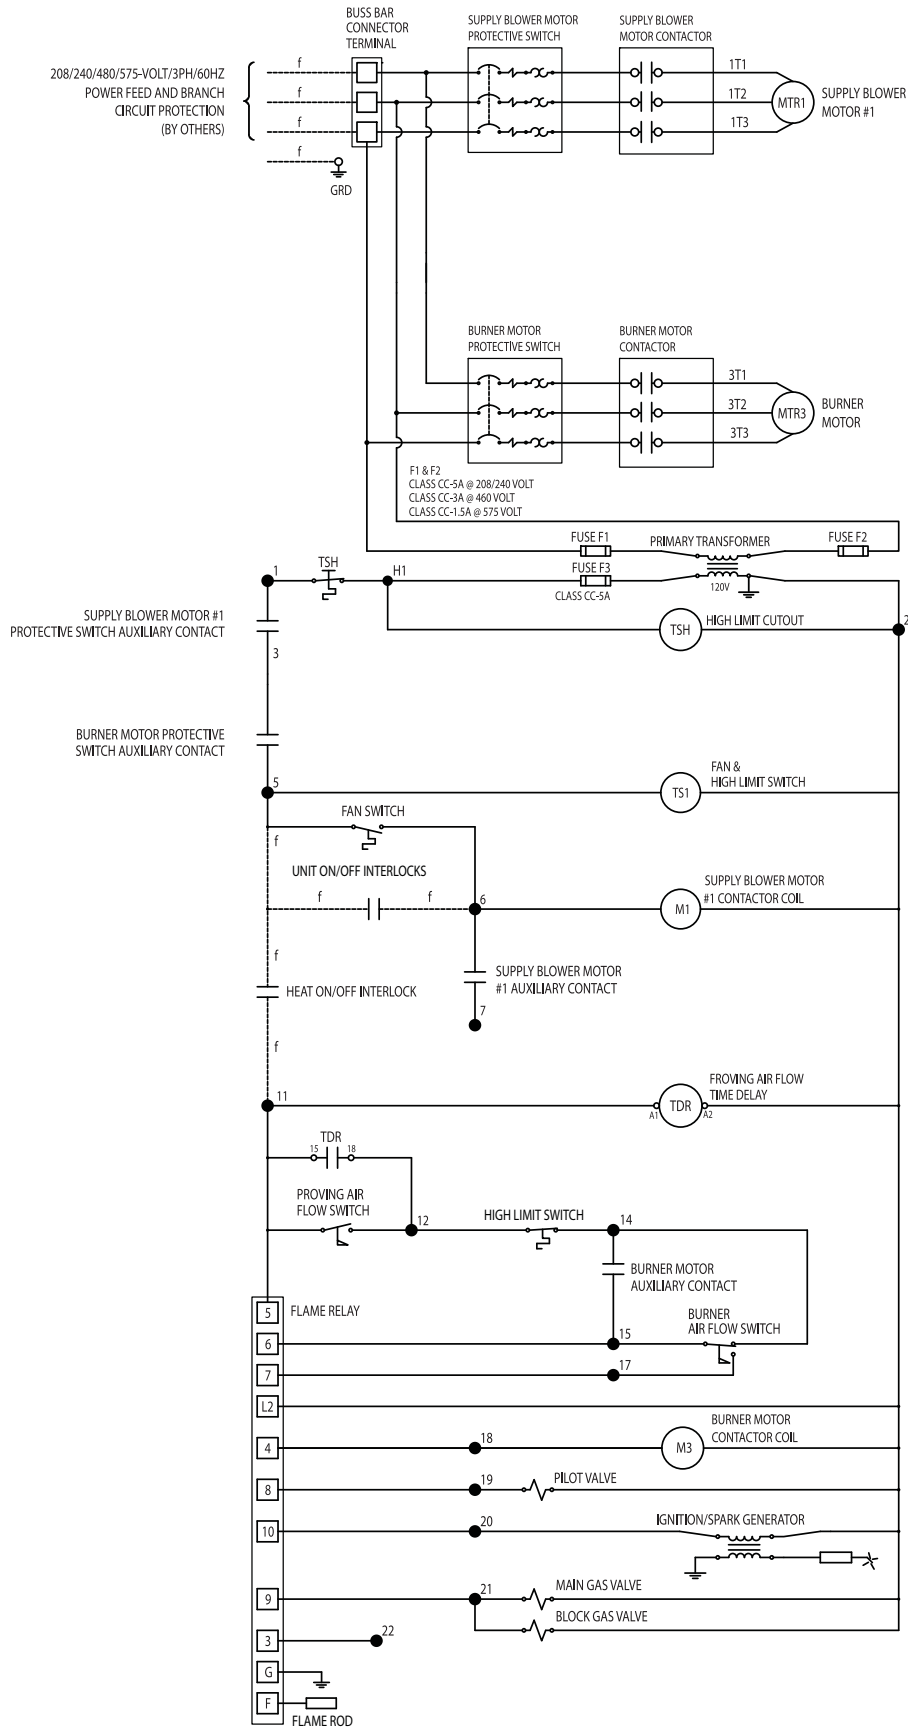 BUSS BAR
CONNECTOR
TERMINAL
SUPPLY BLOWER MOTOR
PROTECTIVE SWITCH
SUPPLY BLOWER
MOTOR CONTACTOR
208/240/480/575-VOLT/3PH/60HZ
POWER FEED AND BRANCH
CIRCUIT PROTECTION
(BY OTHERS)
f
f
f
f
GRD
1T1
1T2
1T3
MTR1
SUPPLY BLOWER
MOTOR #1
BURNER MOTOR
PROTECTIVE SWITCH
BURNER MOTOR
CONTACTOR
3T1
3T2
3T3
MTR3
BURNER
MOTOR
F1 & F2
CLASS CC-5A @ 208/240 VOLT
CLASS CC-3A @ 460 VOLT
CLASS CC-1.5A @ 575 VOLT
FUSE F1
PRIMARY TRANSFORMER
FUSE F2
1
TSH
H1
FUSE F3
CLASS CC-5A
120V
SUPPLY BLOWER MOTOR #1
PROTECTIVE SWITCH AUXILIARY CONTACT
TSH
HIGH LIMIT CUTOUT
2
3
BURNER MOTOR PROTECTIVE
SWITCH AUXILIARY CONTACT
5
TS1
FAN &
HIGH LIMIT SWITCH
FAN SWITCH
f
UNIT ON/OFF INTERLOCKS
f
f
6
M1
SUPPLY BLOWER MOTOR
#1 CONTACTOR COIL
f
HEAT ON/OFF INTERLOCK
SUPPLY BLOWER MOTOR
#1 AUXILIARY CONTACT
7
f
11
A1
TDR
A2
FROVING AIR FLOW
TIME DELAY
TDR
15
18
PROVING AIR
FLOW SWITCH
12
HIGH LIMIT SWITCH
14
BURNER MOTOR
AUXILIARY CONTACT
BURNER
AIR FLOW SWITCH
5
FLAME RELAY
6
15
7
17
L2
4
18
M3
BURNER MOTOR
CONTACTOR COIL
8
19
PILOT VALVE
10
20
IGNITION/SPARK GENERATOR
9
21
MAIN GAS VALVE
BLOCK GAS VALVE
3
22
G
F
FLAME ROD